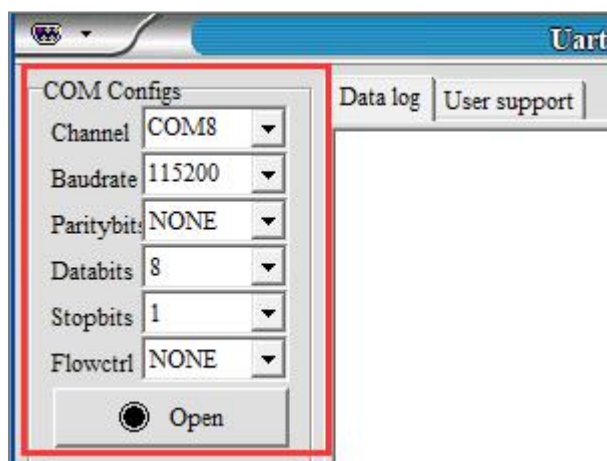 Uart
COM Configs
Channel COM8
Baudrate 115200
Paritybits NONE
Databits 8
Stopbits 1
Flowctrl NONE
Open
Data log
User support